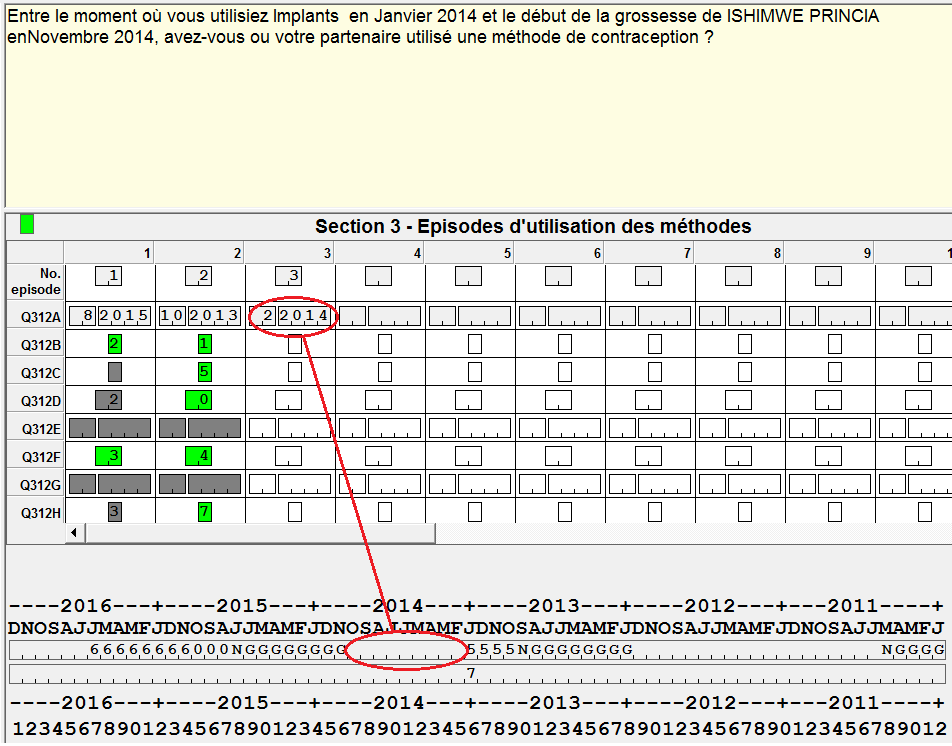 Entre le moment où vous utilisiez Implants en Janvier 2014 et le début de la grossesse de ISHIMWE PRINCIA
enNovembre 2014, avez-vous ou votre partenaire utilisé une méthode de contraception ?
Section 3 - Episodes d'utilisation des méthodes
1 2 3 4 5 6 7 8 9 1
No. episode 1 2 3
Q312A 8 2015 10 2013 2 2014
Q312B 2 1
Q312C 5
Q312D 2 0
Q312E
Q312F 3 4
Q312G
Q312H 3 7
----2016---+----2015---+----2014---+----2013---+----2012---+----2011---+
DNOSAJJMAMFJDNOSAJJMAMFJDNOSAJJMAMFJDNOSAJJMAMFJDNOSAJJMAMFJDNOSAJJMAMFJ
66666666000NGGGGGGGG 5555NGGGGGGGG NGGGG
7
----2016---+----2015---+----2014---+----2013---+----2012---+----2011---+
123456789012345678901234567890123456789012345678901234567890123456789012